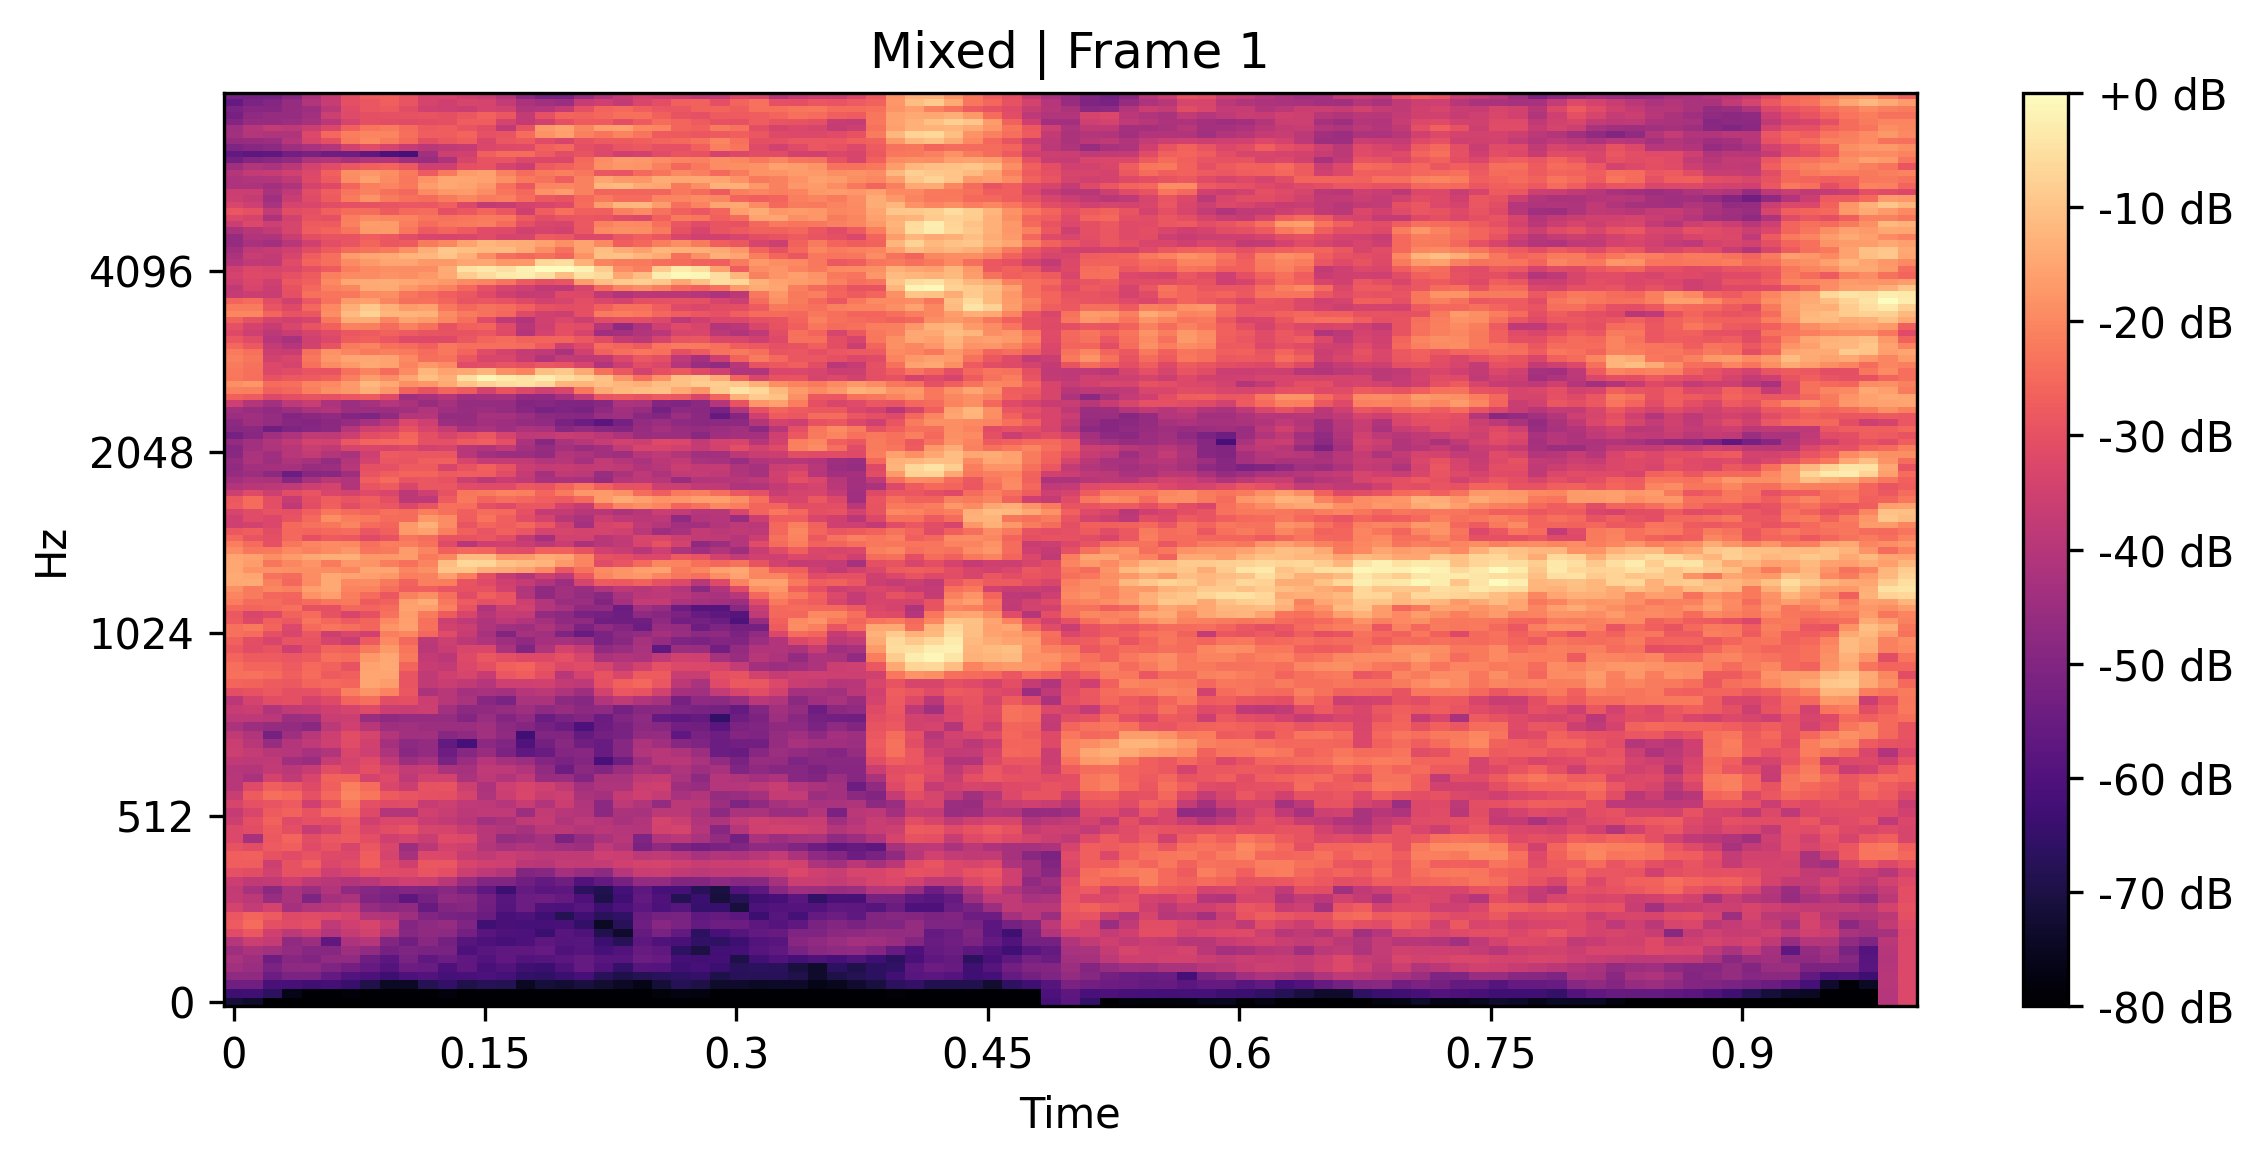 Mixed | Frame 1
+0 dB
-10 dB
-20 dB
-30 dB
-40 dB
-50 dB
-60 dB
-70 dB
-80 dB
Hz
4096
2048
1024
512
0
0 0.15 0.3 0.45 0.6 0.75 0.9
Time